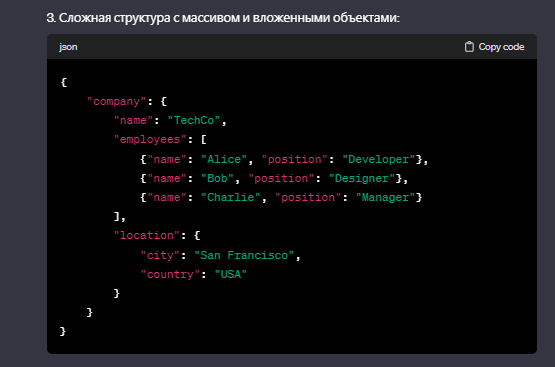 3. Сложная структура с массивом и вложенными объектами:
json Copy code
{
    "company": {
        "name": "TechCo",
        "employees": [
            {"name": "Alice", "position": "Developer"},
            {"name": "Bob", "position": "Designer"},
            {"name": "Charlie", "position": "Manager"}
        ],
        "location": {
            "city": "San Francisco",
            "country": "USA"
        }
    }
}